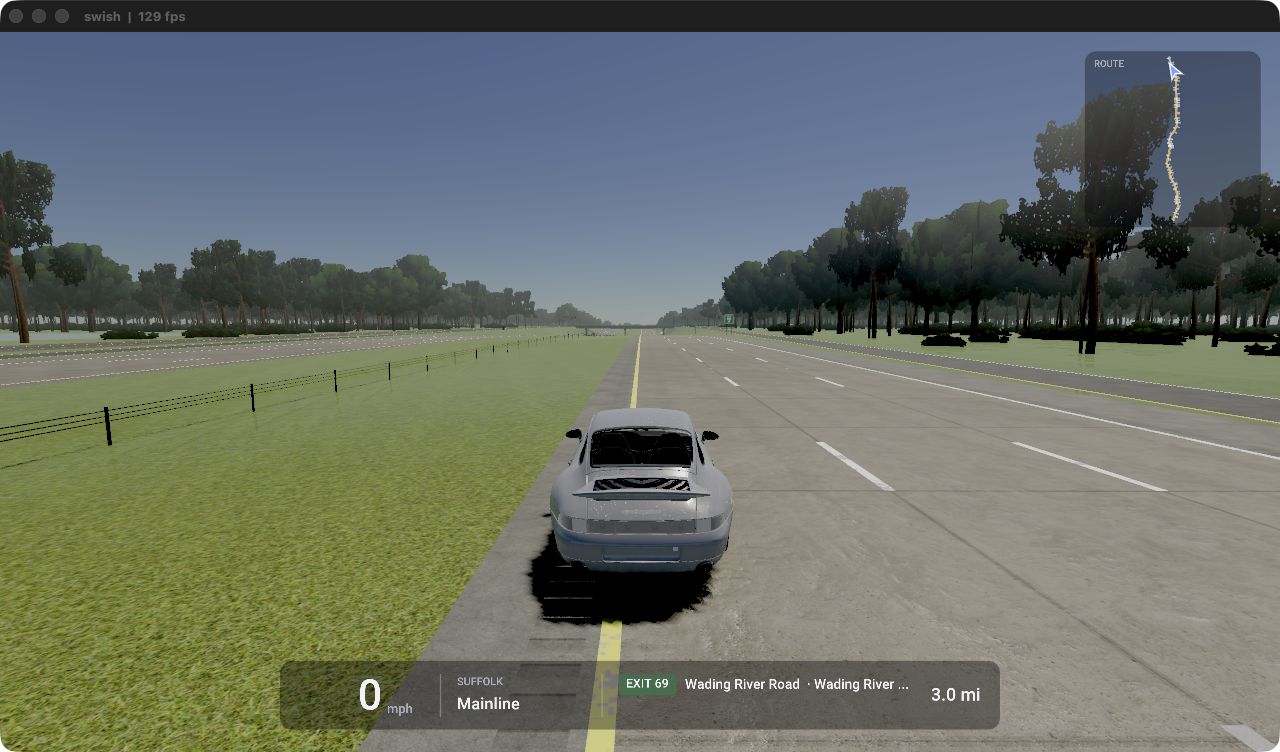 swish | 129 fps
ROUTE
0 mph
SUFFOLK
Mainline
EXIT 69 Wading River Road · Wading River ...
3.0 mi